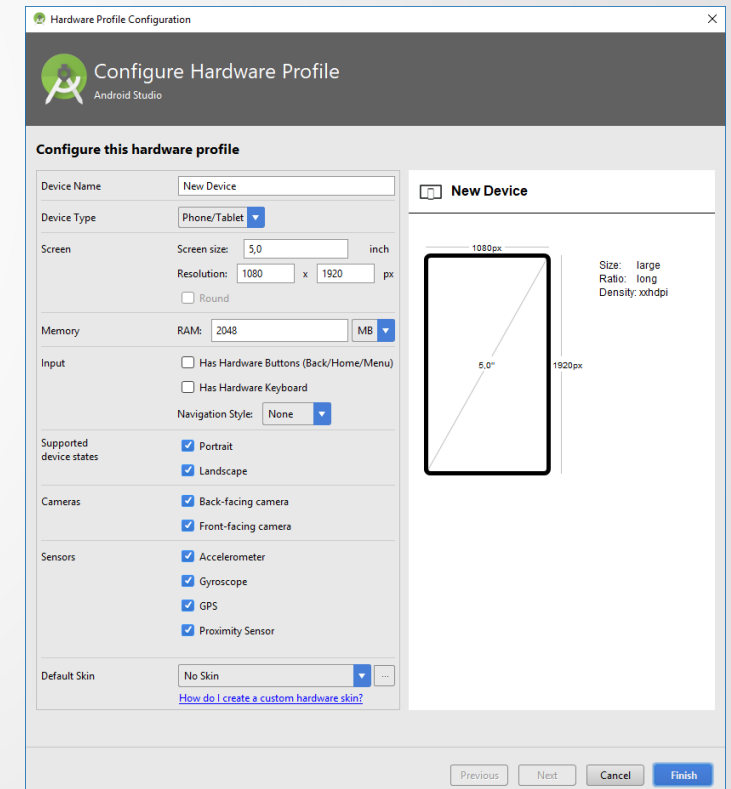 Hardware Profile Configuration
Configure Hardware Profile
Android Studio
Configure this hardware profile
Device Name New Device
Device Type Phone/Tablet
Screen Screen size: 5,0 inch
Resolution: 1080 x 1920 px
Round
Memory RAM: 2048 MB
Input Has Hardware Buttons (Back/Home/Menu)
Has Hardware Keyboard
Navigation Style: None
Supported
device states
Portrait
Landscape
Cameras Back-facing camera
Front-facing camera
Sensors Accelerometer
Gyroscope
GPS
Proximity Sensor
Default Skin No Skin ...
How do I create a custom hardware skin?
New Device
1080px
Size: large
Ratio: long
Density: xxhdpi
5,0" 1920px
Previous Next Cancel Finish